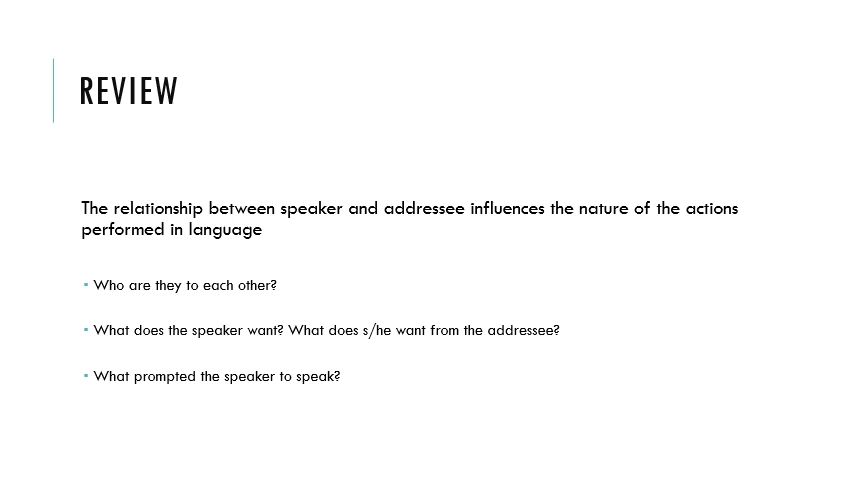 REVIEW
The relationship between speaker and addressee influences the nature of the actions
performed in language
▪ Who are they to each other?
▪ What does the speaker want? What does s/he want from the addressee?
▪ What prompted the speaker to speak?